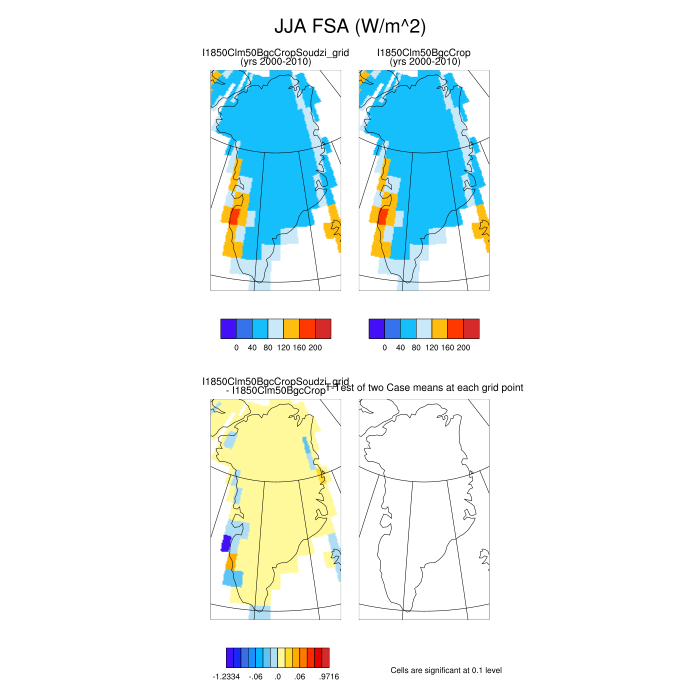 JJA FSA (W/m^2)
I1850Clm50BgcCropSoudzi_grid
(yrs 2000-2010)
I1850Clm50BgcCrop
(yrs 2000-2010)
0 40 80 120 160 200
0 40 80 120 160 200
I1850Clm50BgcCropSoudzi_grid
- I1850Clm50BgcCrop
T-Test of two Case means at each grid point
-1.2334 -.06 .0 .06 .9716
Cells are significant at 0.1 level